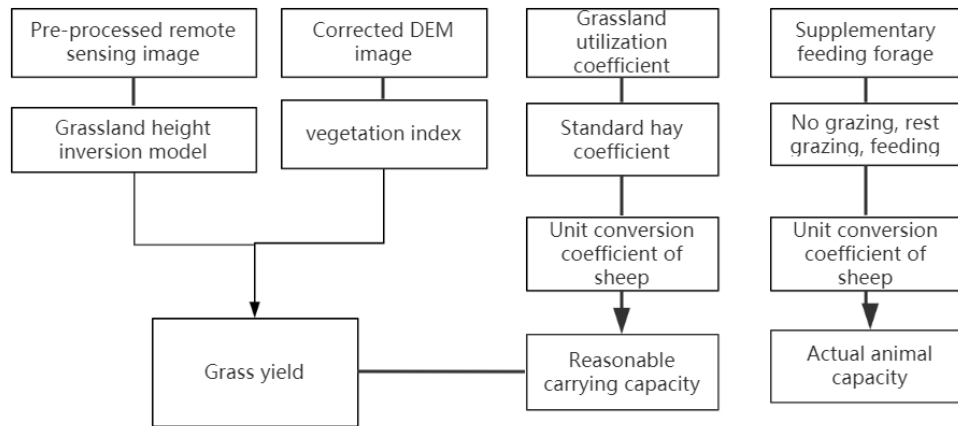 Pre-processed remote
sensing image
Corrected DEM
image
Grassland
utilization
coefficient
Supplementary
feeding forage
Grassland height
inversion model
vegetation index
Standard hay
coefficient
No grazing, rest
grazing, feeding
Unit conversion
coefficient of
sheep
Unit conversion
coefficient of
sheep
Grass yield
Reasonable
carrying capacity
Actual animal
capacity